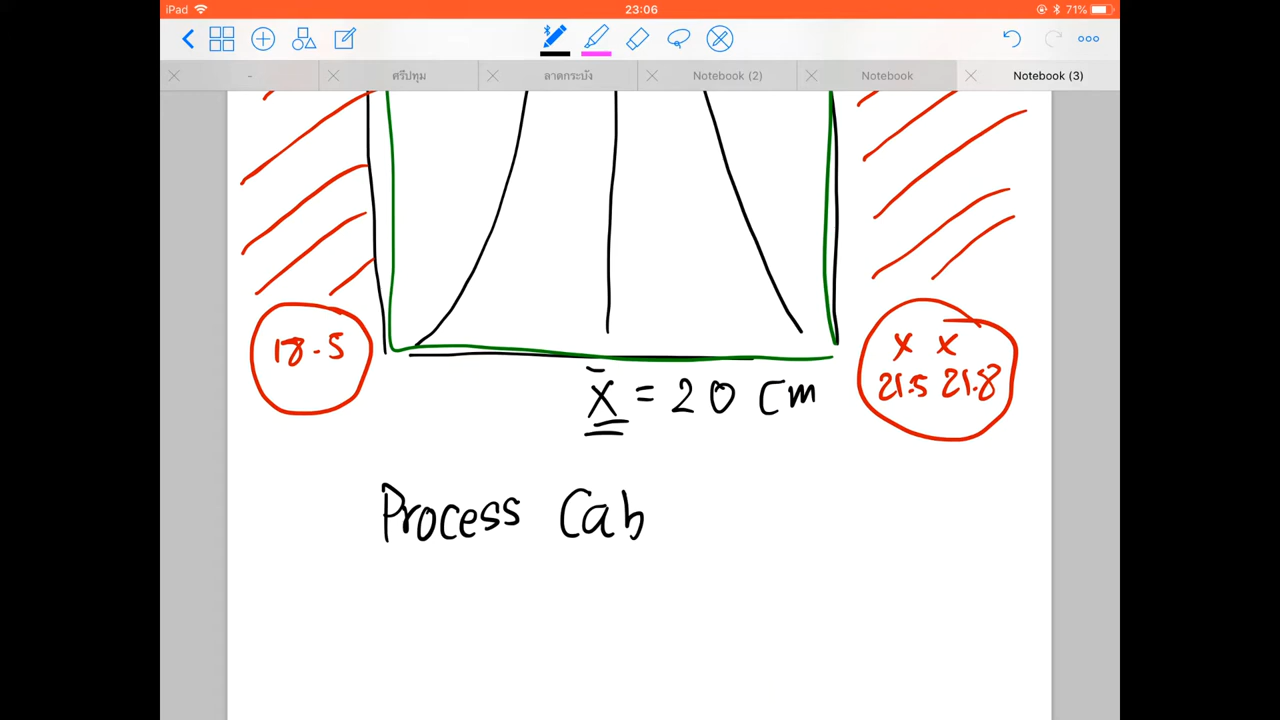 iPad 23:06 71%
- ศรีปทุม ลาดกระบัง Notebook (2) Notebook Notebook (3)
18.5
x x
21.5 21.8
x̄ = 20 cm
Process Cab